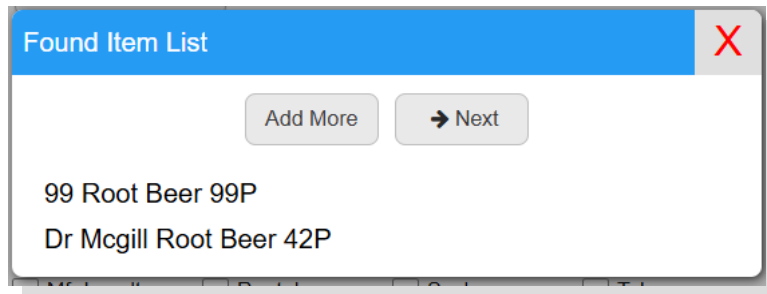 Found Item List X
Add More Next
99 Root Beer 99P
Dr Mcgill Root Beer 42P